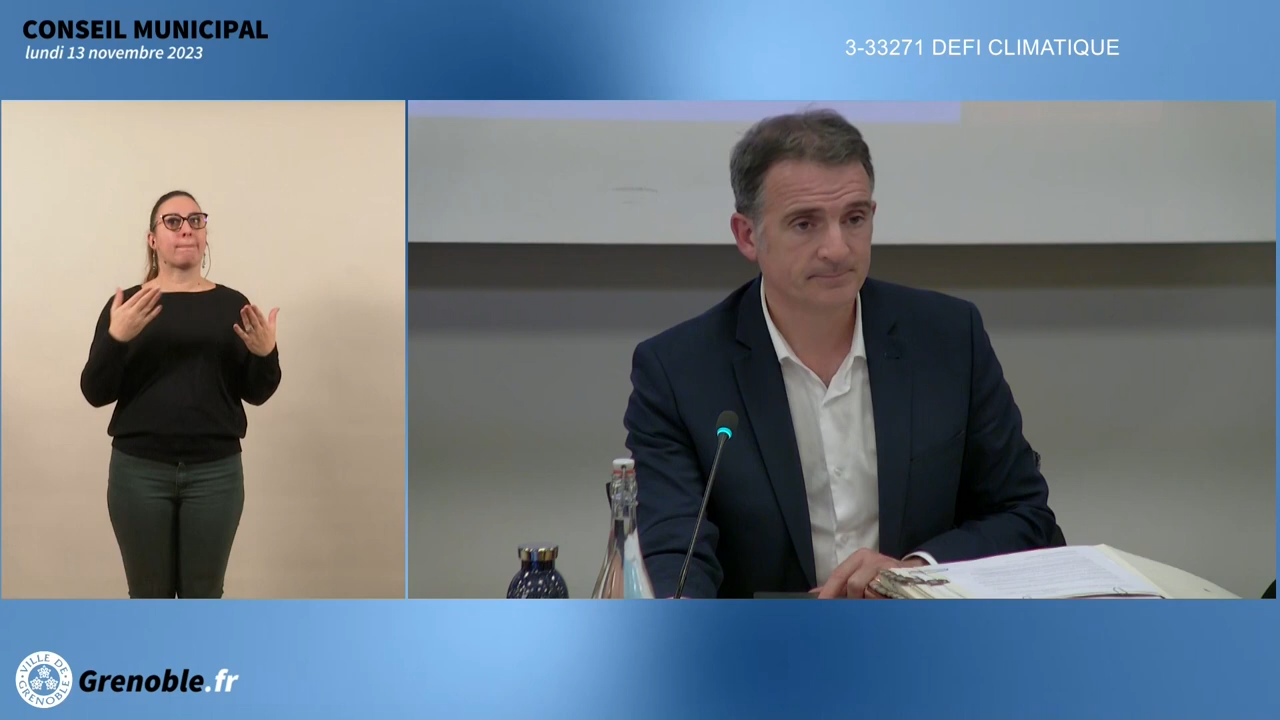 CONSEIL MUNICIPAL
lundi 13 novembre 2023
3-33271 DEFI CLIMATIQUE
VILLE DE
GRENOBLE
Grenoble.fr